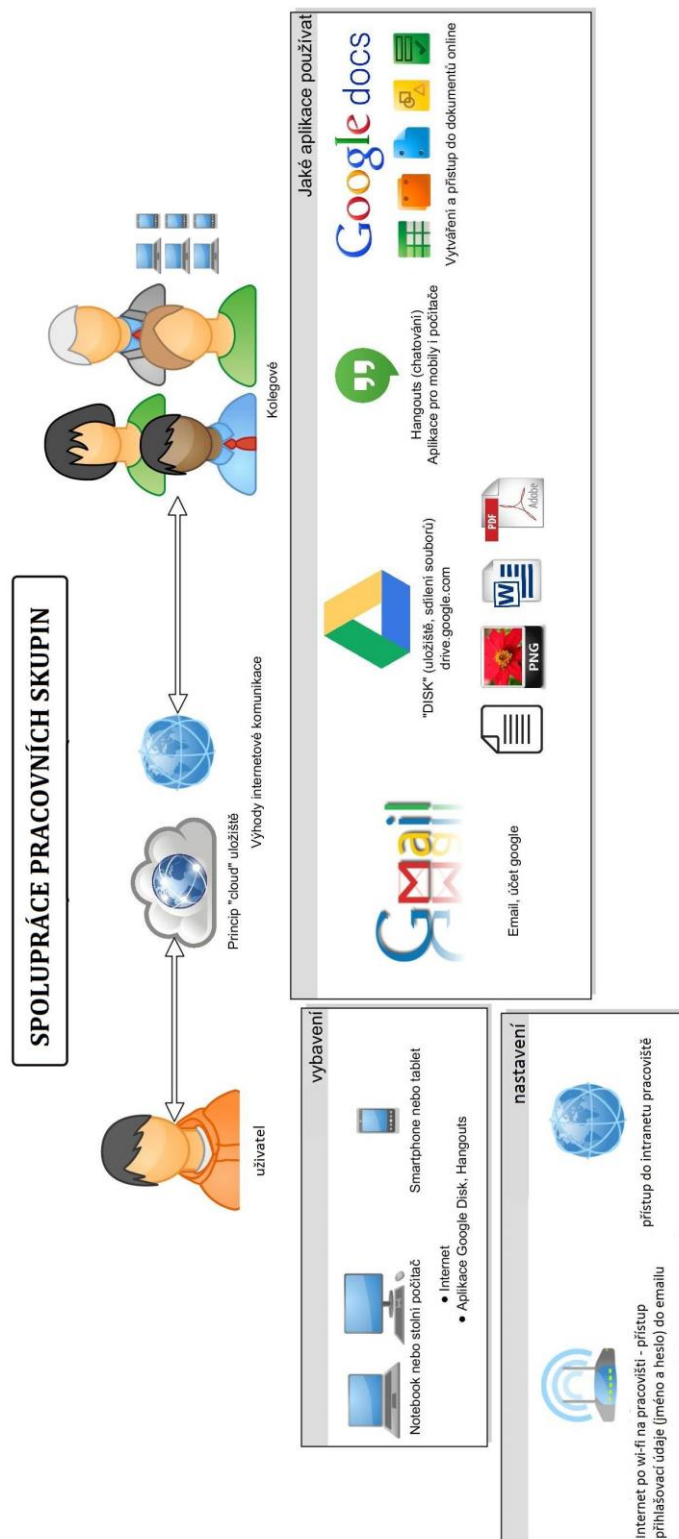 SPOLUPRÁCE PRACOVNÍCH SKUPIN
uživatel
Princip "cloud" uložiště
Výhody internetové komunikace
Kolegové
vybavení
Notebook nebo stolní počítač
Smartphone nebo tablet
• Internet
• Aplikace Google Disk, Hangouts
nastavení
Internet po wi-fi na pracovišti - přístup
přihlašovací údaje (jméno a heslo) do emailu
přístup do intranetu pracoviště
Jaké aplikace používat
Gmail
Email, účet google
"DISK" (uložiště, sdílení souborů)
drive.google.com
PNG
W
PDF
Adobe
Hangouts (chatování)
Aplikace pro mobily i počítače
Google docs
Vytváření a přístup do dokumentů online